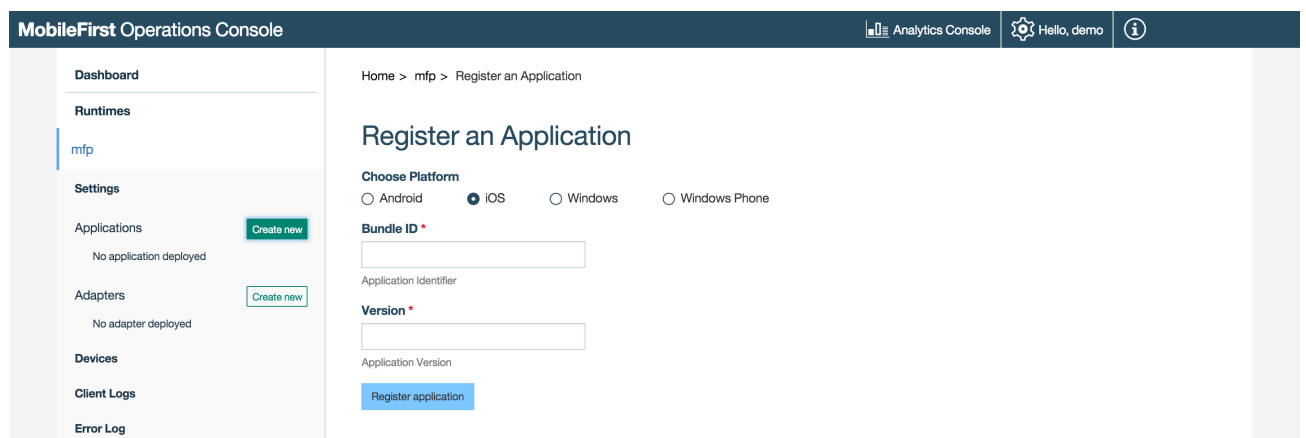 MobileFirst Operations Console
Analytics Console
Hello, demo
Dashboard
Runtimes
mfp
Settings
Applications
Create new
No application deployed
Adapters
Create new
No adapter deployed
Devices
Client Logs
Error Log
Home > mfp > Register an Application
Register an Application
Choose Platform
Android iOS Windows Windows Phone
Bundle ID *
Application Identifier
Version *
Application Version
Register application